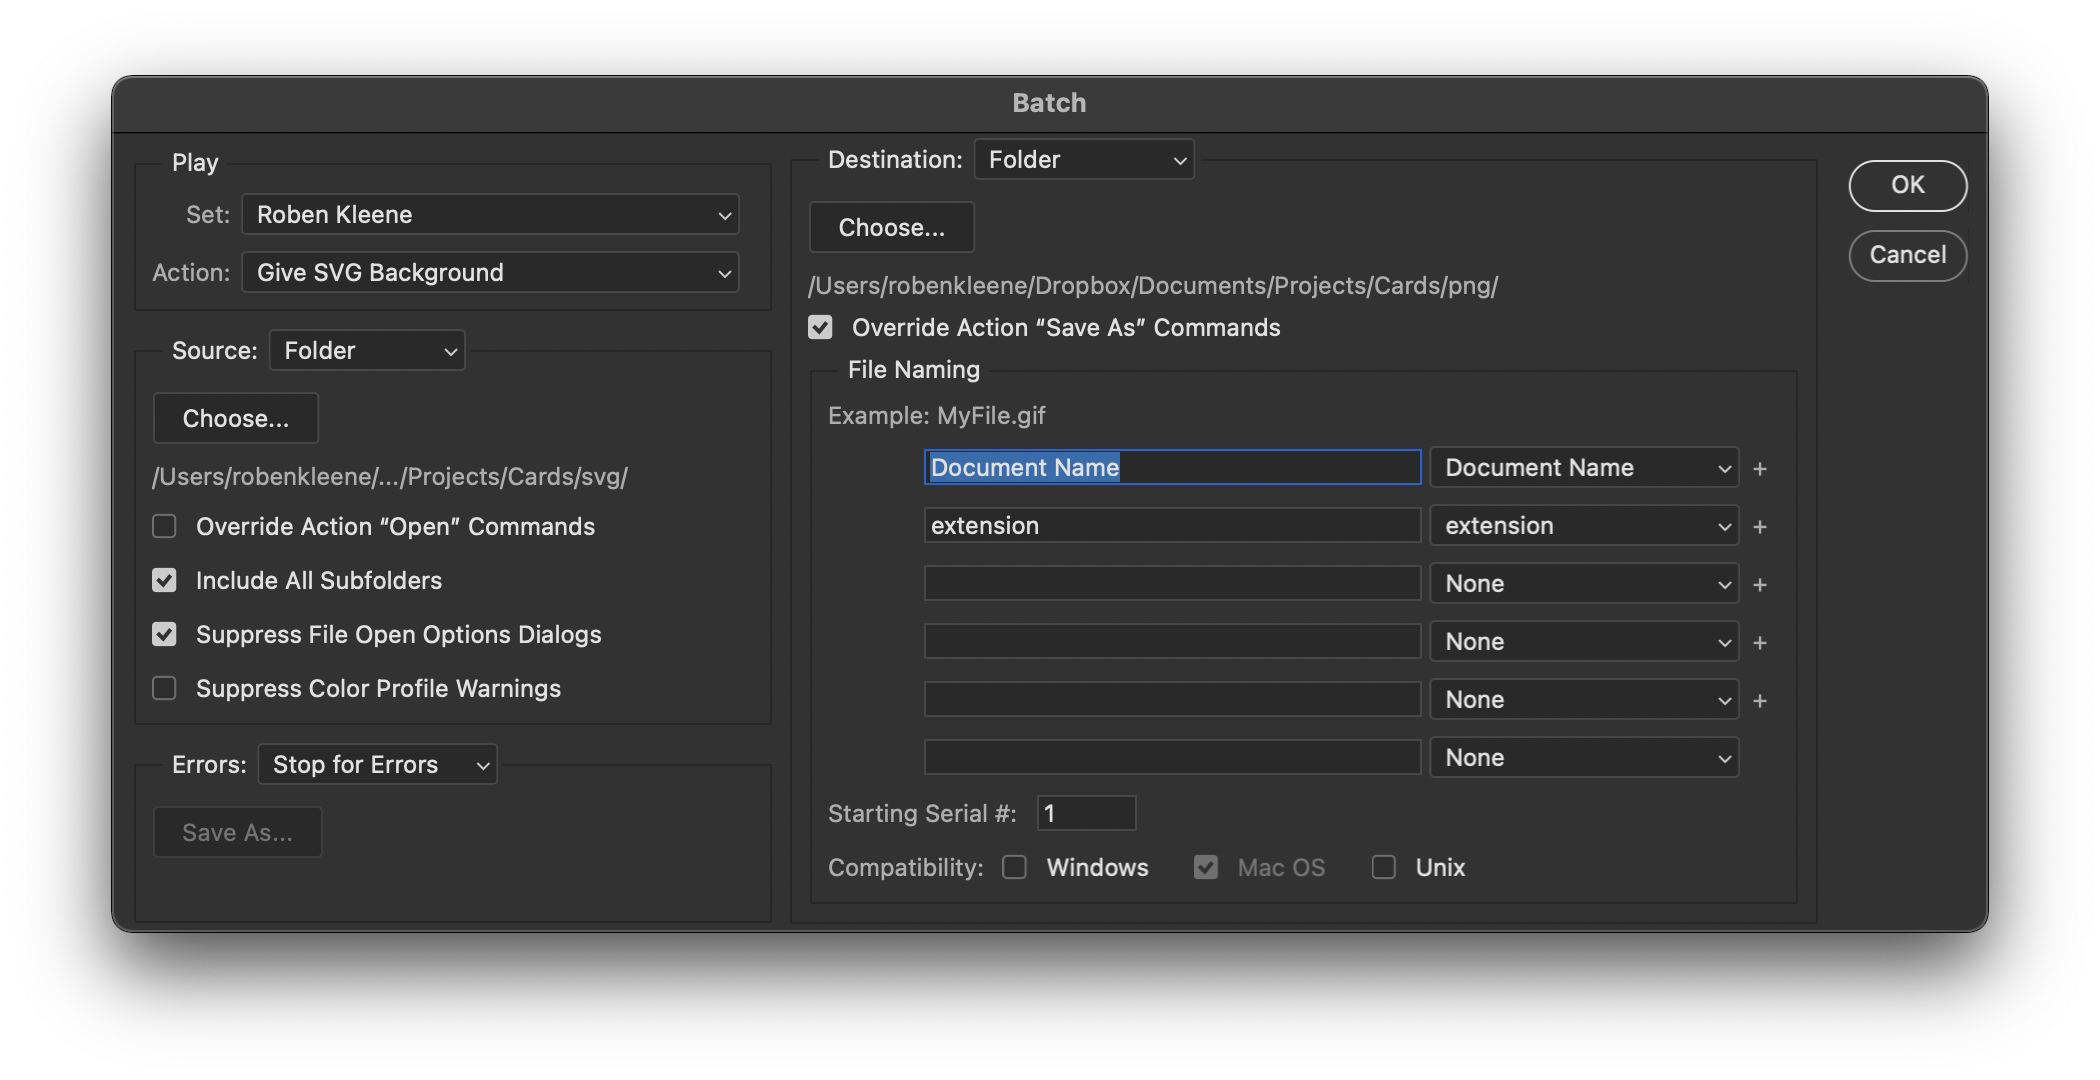 Batch
Play
Set: Roben Kleene
Action: Give SVG Background
Source: Folder
Choose...
/Users/robenkleene/.../Projects/Cards/svg/
Override Action “Open” Commands
Include All Subfolders
Suppress File Open Options Dialogs
Suppress Color Profile Warnings
Errors: Stop for Errors
Save As...
Destination: Folder
Choose...
/Users/robenkleene/Dropbox/Documents/Projects/Cards/png/
Override Action “Save As” Commands
File Naming
Example: MyFile.gif
Document Name Document Name +
extension extension +
None +
None +
None +
None
Starting Serial #: 1
Compatibility: Windows Mac OS Unix
OK
Cancel